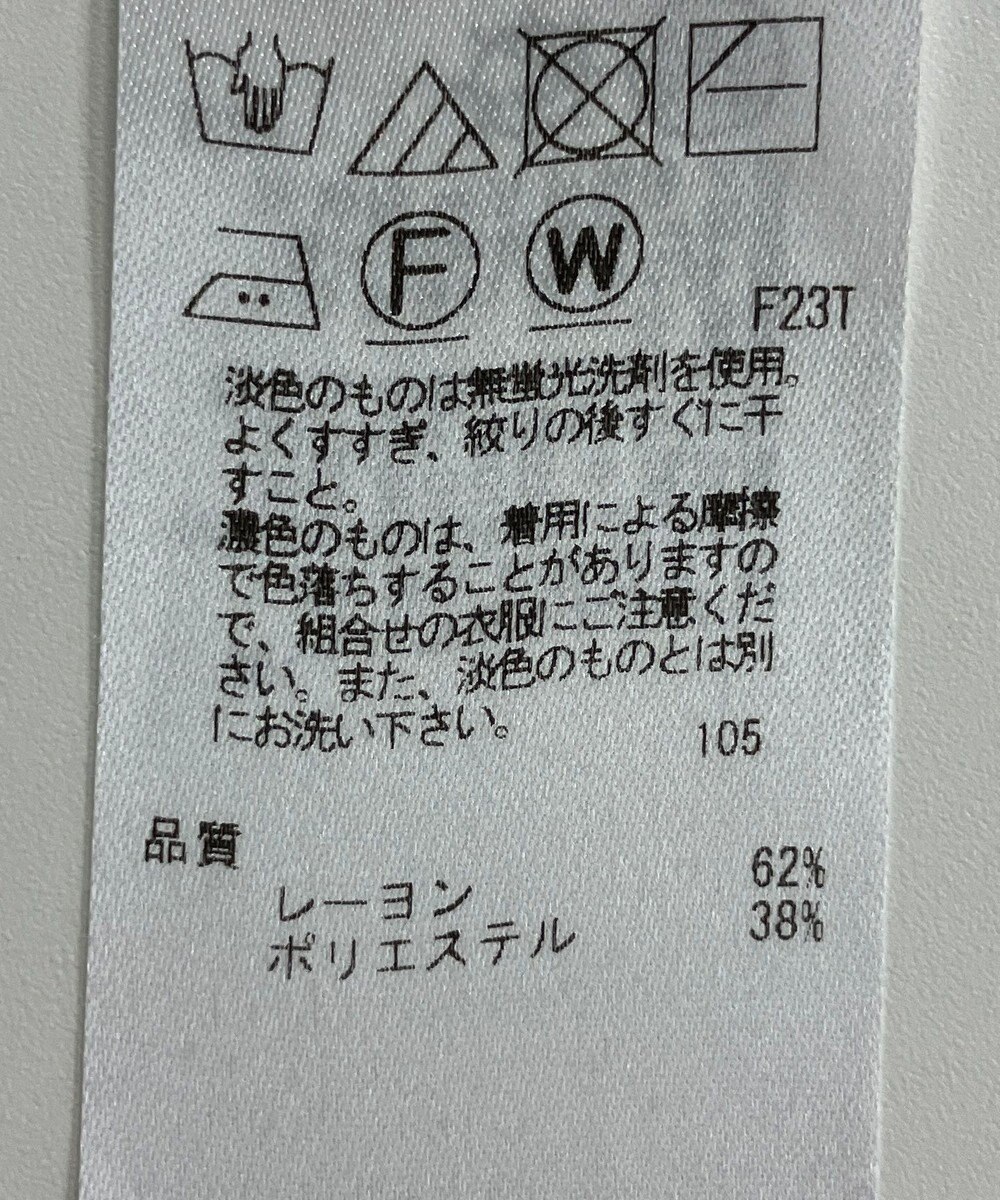 F W F23T
淡色のものは無蛍光洗剤を使用。
よくすすぎ、絞りの後すぐに干
すこと。
濃色のものは、着用による摩擦
で色落ちすることがありますの
で、組合せの衣服にご注意くだ
さい。また、淡色のものとは別
にお洗い下さい。 105
品質
レーヨン 62%
ポリエステル 38%